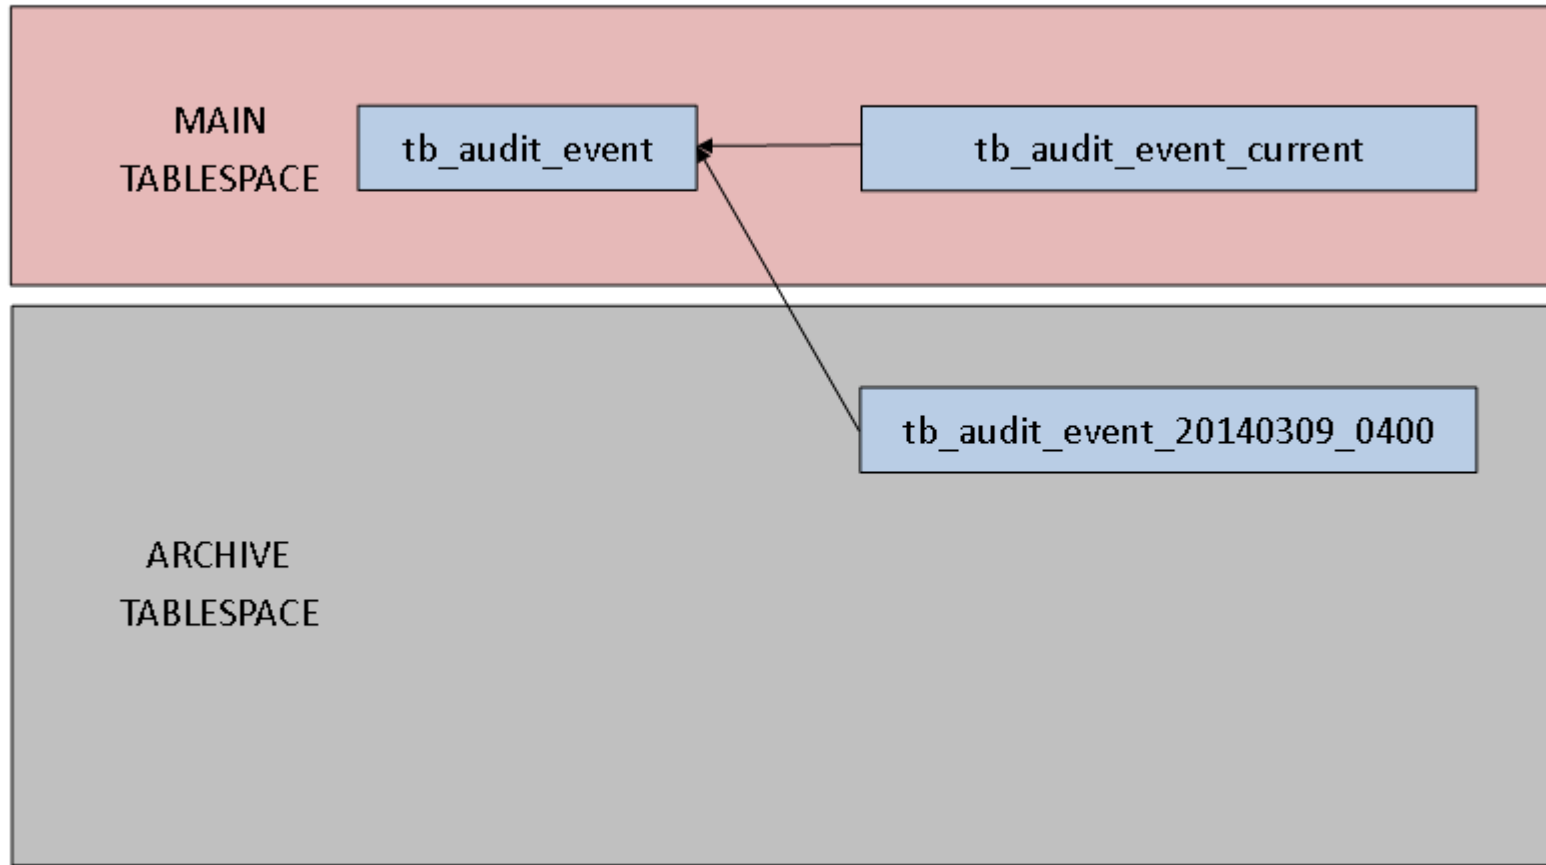 MAIN
TABLESPACE
tb_audit_event
tb_audit_event_current
tb_audit_event_20140309_0400
ARCHIVE
TABLESPACE